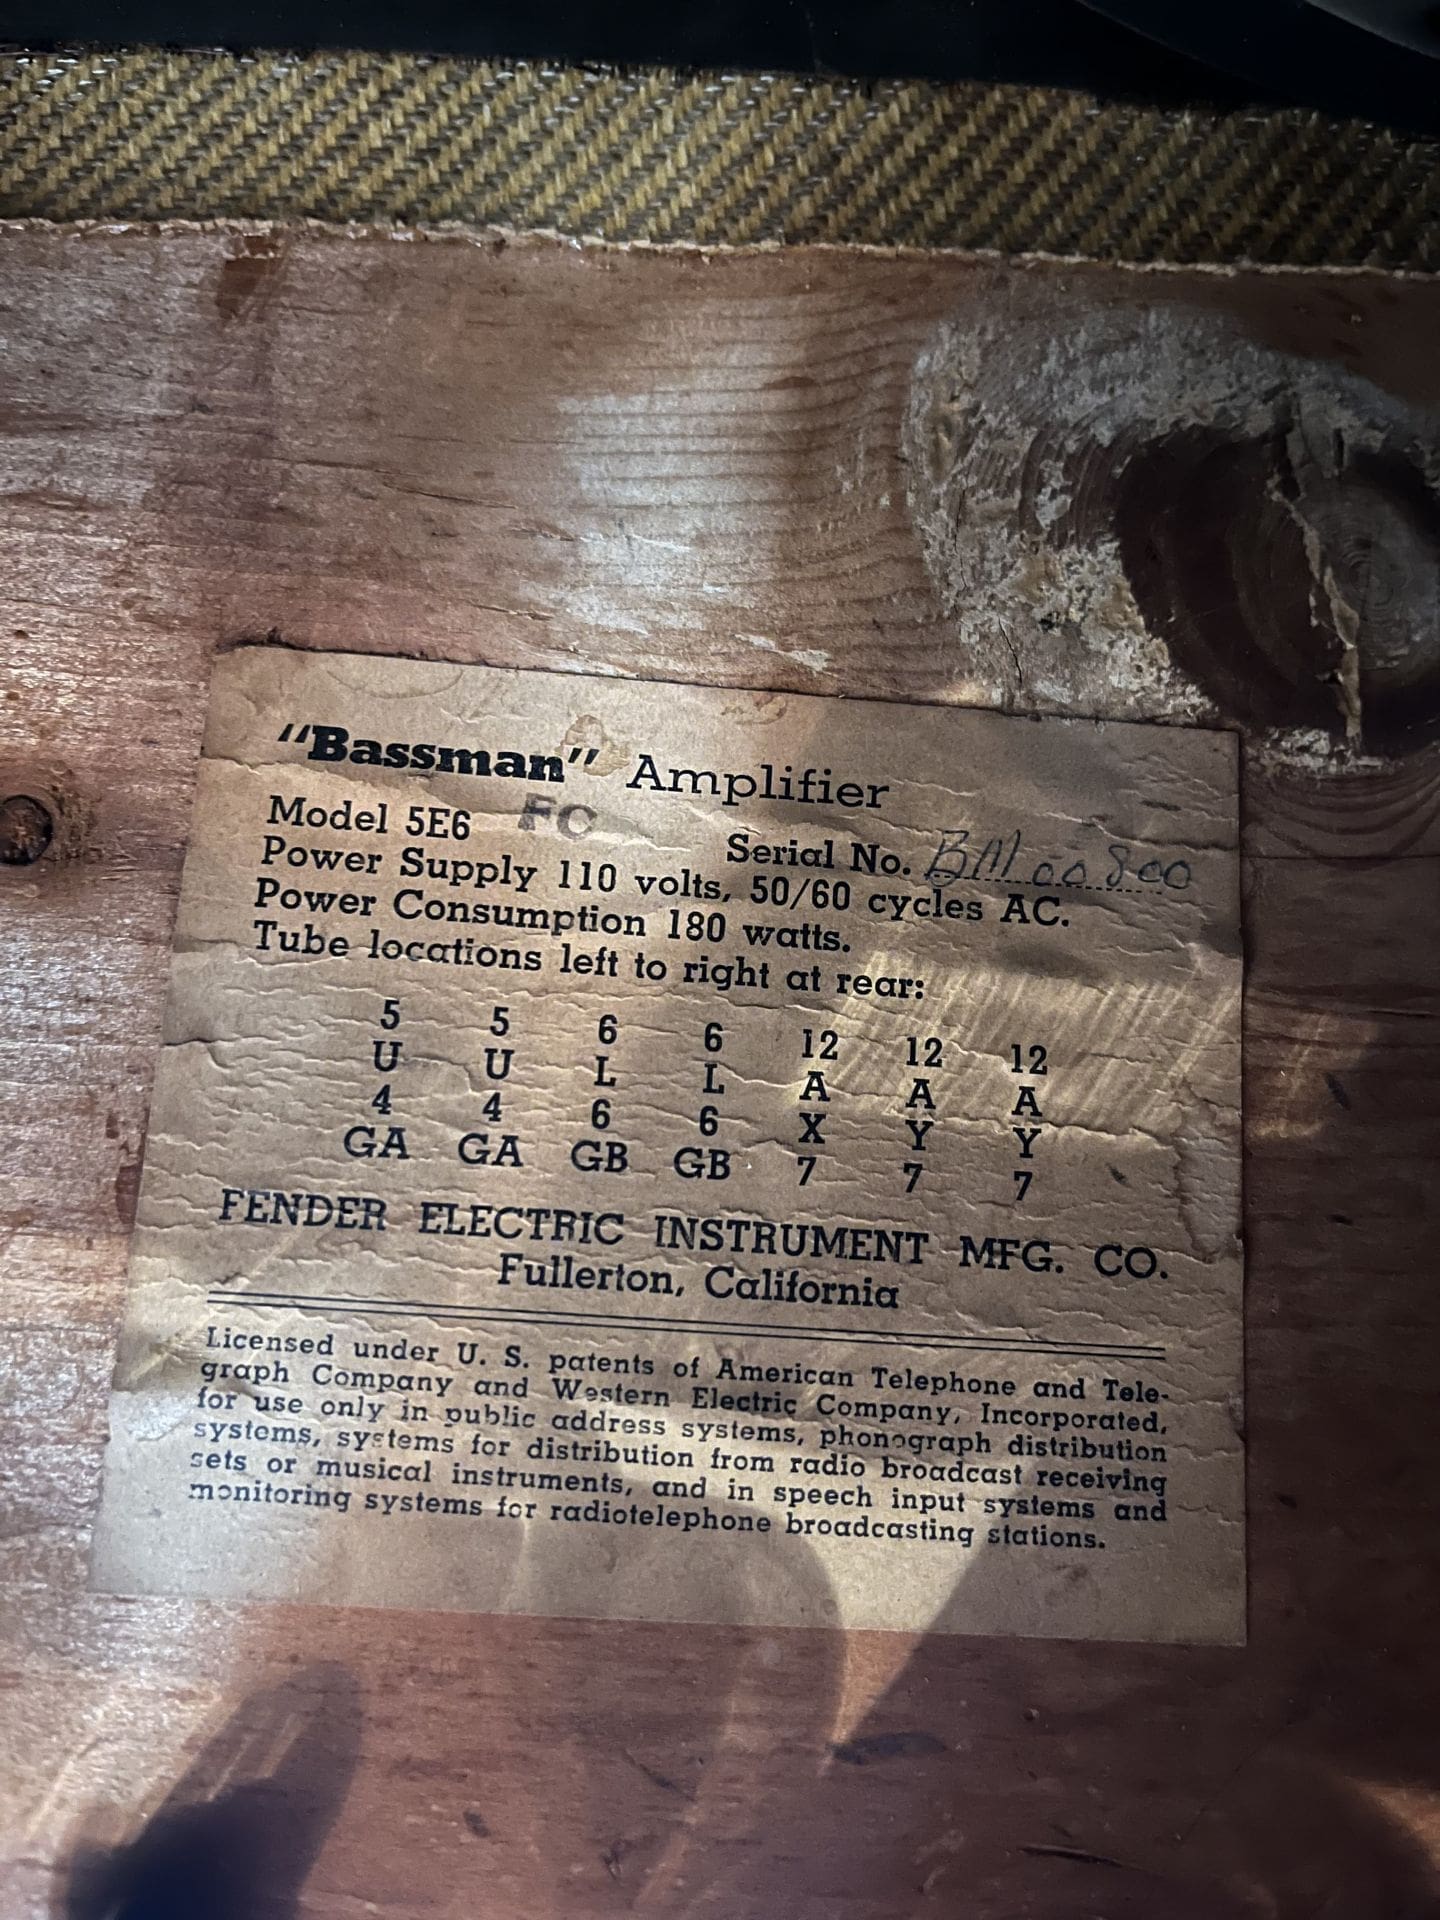 "Bassman" Amplifier
Model 5E6 FC Serial No. BM00800
Power Supply 110 volts, 50/60 cycles AC.
Power Consumption 180 watts.
Tube locations left to right at rear:
5 5 6 6 12 12 12
U U L L A A A
4 4 6 6 X Y Y
GA GA GB GB 7 7 7
FENDER ELECTRIC INSTRUMENT MFG. CO.
Fullerton, California
Licensed under U. S. patents of American Telephone and Tele-
graph Company and Western Electric Company, Incorporated,
for use only in public address systems, phonograph distribution
systems, systems for distribution from radio broadcast receiving
sets or musical instruments, and in speech input systems and
monitoring systems for radiotelephone broadcasting stations.